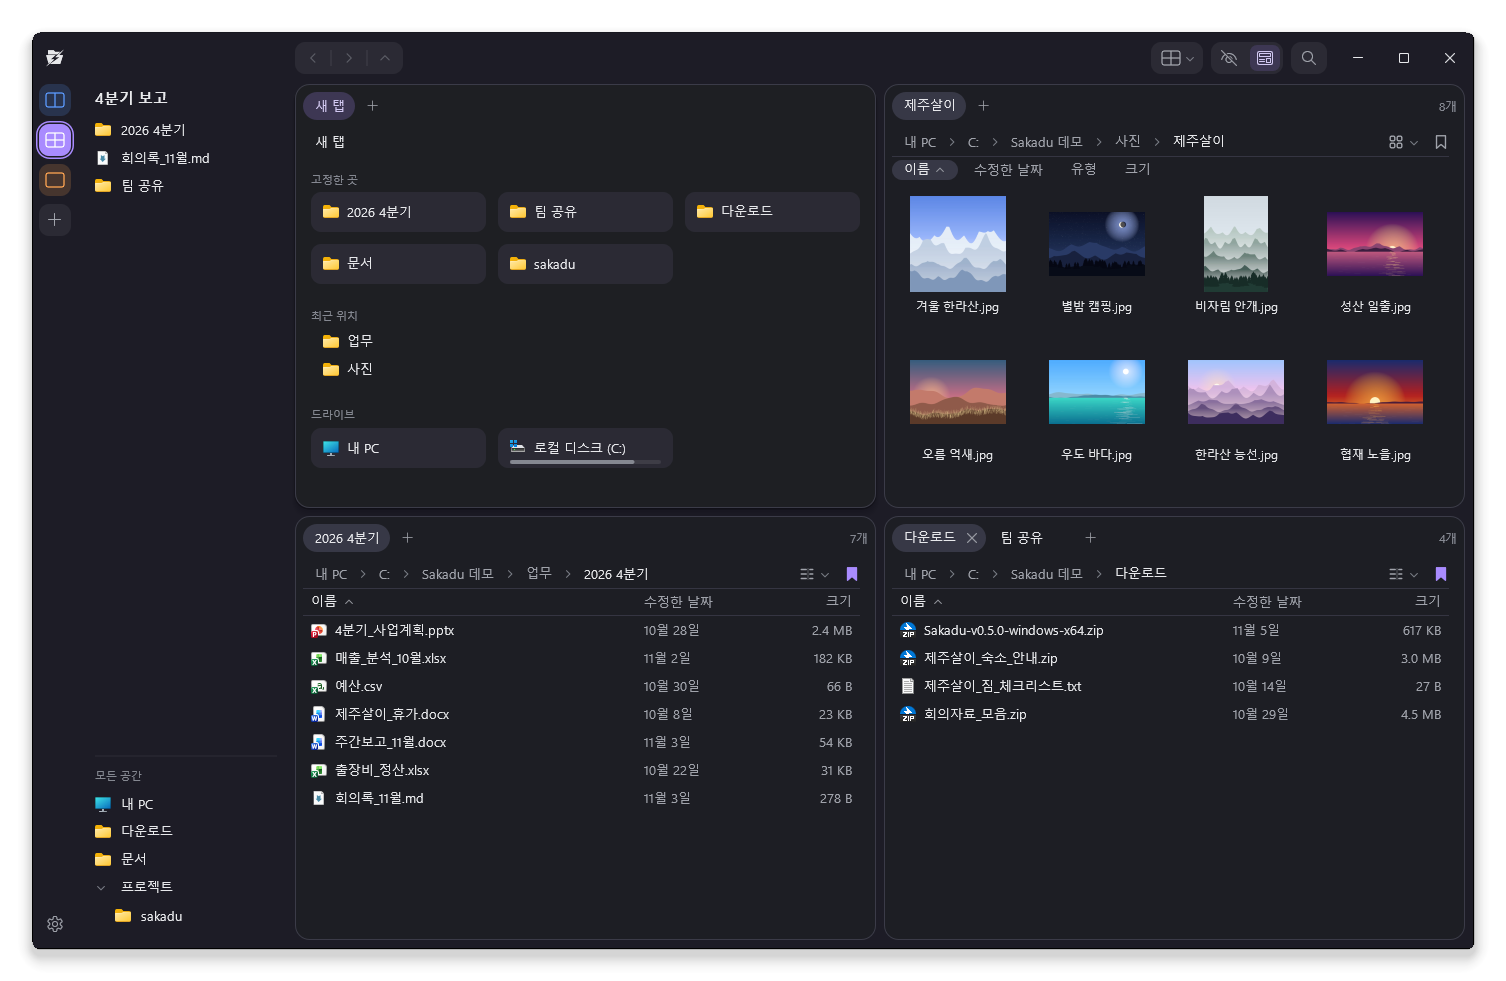 4분기 보고
2026 4분기
회의록_11월.md
팀 공유
모든 공간
내 PC
다운로드
문서
프로젝트
sakadu
새 탭
새 탭
고정한 곳
2026 4분기
팀 공유
다운로드
문서
sakadu
최근 위치
업무
사진
드라이브
내 PC
로컬 디스크 (C:)
제주살이
8개
내 PC > C: > Sakadu 데모 > 사진 > 제주살이
이름 수정한 날짜 유형 크기
겨울 한라산.jpg
별밤 캠핑.jpg
비자림 안개.jpg
성산 일출.jpg
오름 억새.jpg
우도 바다.jpg
한라산 능선.jpg
협재 노을.jpg
2026 4분기
7개
내 PC > C: > Sakadu 데모 > 업무 > 2026 4분기
이름 수정한 날짜 크기
4분기_사업계획.pptx 10월 28일 2.4 MB
매출_분석_10월.xlsx 11월 2일 182 KB
예산.csv 10월 30일 66 B
제주살이_휴가.docx 10월 8일 23 KB
주간보고_11월.docx 11월 3일 54 KB
출장비_정산.xlsx 10월 22일 31 KB
회의록_11월.md 11월 3일 278 B
다운로드 팀 공유
4개
내 PC > C: > Sakadu 데모 > 다운로드
이름 수정한 날짜 크기
Sakadu-v0.5.0-windows-x64.zip 11월 5일 617 KB
제주살이_숙소_안내.zip 10월 9일 3.0 MB
제주살이_짐_체크리스트.txt 10월 14일 27 B
회의자료_모음.zip 10월 29일 4.5 MB